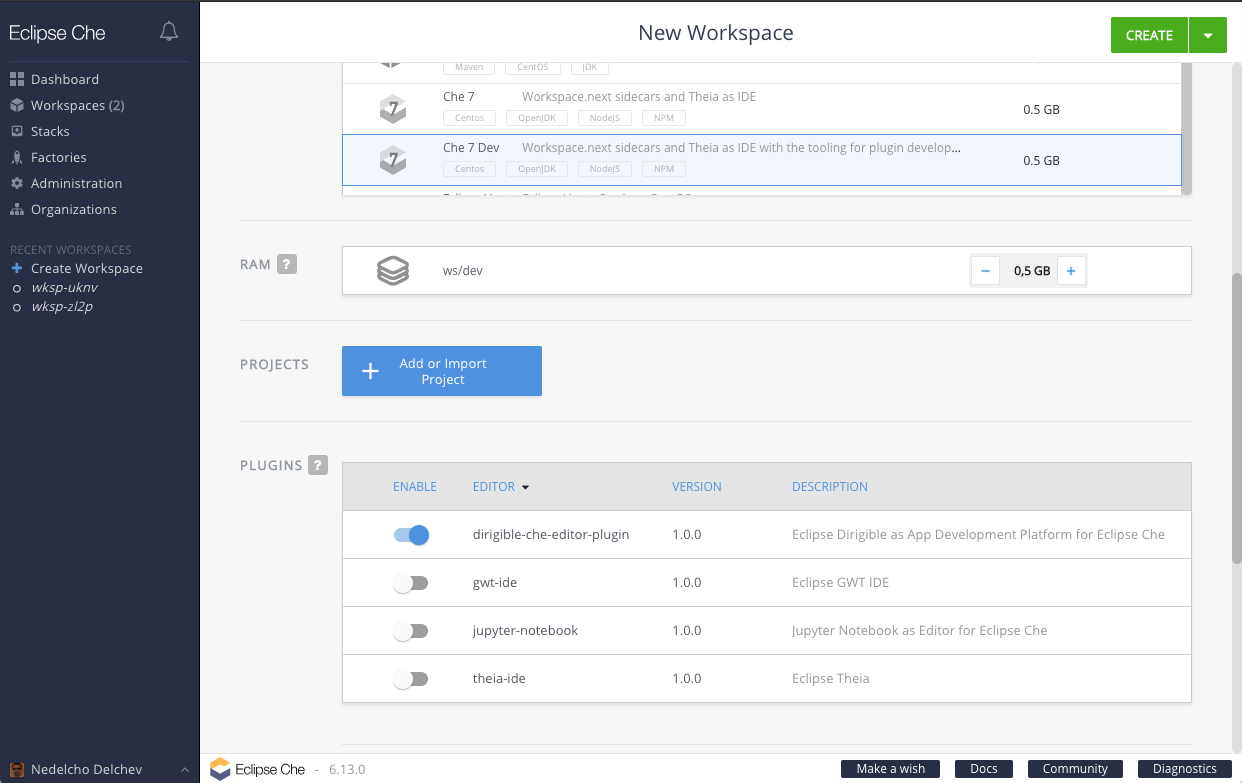 Eclipse Che
New Workspace
CREATE
Dashboard
Workspaces (2)
Stacks
Factories
Administration
Organizations
RECENT WORKSPACES
Create Workspace
wksp-uknv
wksp-zl2p
Maven CentOS JDK
7 Che 7 Workspace.next sidecars and Theia as IDE 0.5 GB
Centos OpenJDK NodeJS NPM
7 Che 7 Dev Workspace.next sidecars and Theia as IDE with the tooling for plugin develop... 0.5 GB
Centos OpenJDK NodeJS NPM
RAM ? ws/dev − 0,5 GB +
PROJECTS
Add or Import
Project
PLUGINS ?
ENABLE EDITOR VERSION DESCRIPTION
dirigible-che-editor-plugin 1.0.0 Eclipse Dirigible as App Development Platform for Eclipse Che
gwt-ide 1.0.0 Eclipse GWT IDE
jupyter-notebook 1.0.0 Jupyter Notebook as Editor for Eclipse Che
theia-ide 1.0.0 Eclipse Theia
Nedelcho Delchev
Eclipse Che - 6.13.0
Make a wish Docs Community Diagnostics